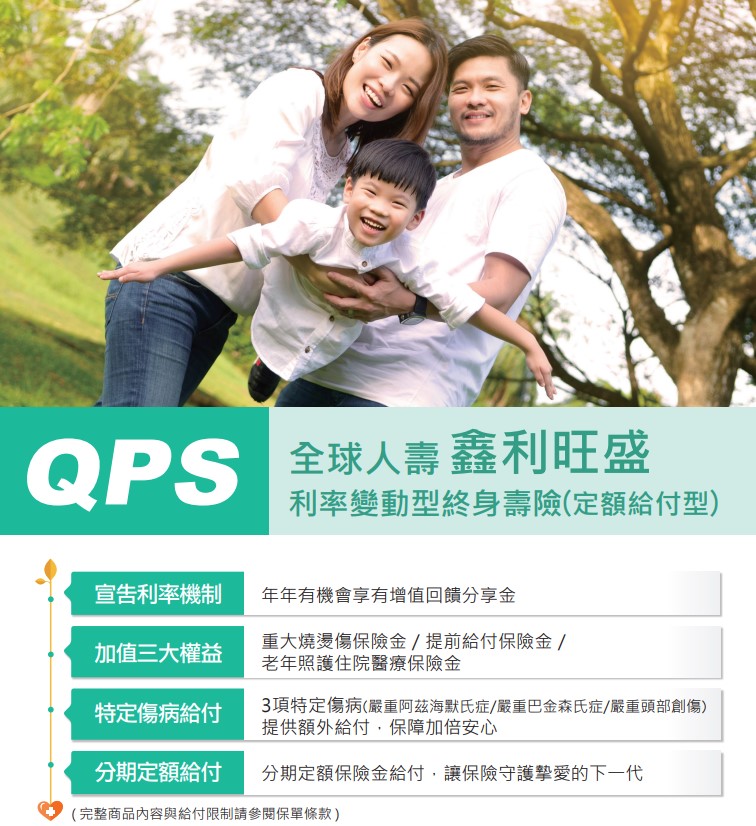 QPS
全球人壽 鑫利旺盛
利率變動型終身壽險(定額給付型)
宣告利率機制
年年有機會享有增值回饋分享金
加值三大權益
重大燒燙傷保險金 / 提前給付保險金 /
老年照護住院醫療保險金
特定傷病給付
3項特定傷病(嚴重阿茲海默氏症/嚴重巴金森氏症/嚴重頭部創傷)
提供額外給付，保障加倍安心
分期定額給付
分期定額保險金給付，讓保險守護摯愛的下一代
(完整商品內容與給付限制請參閱保單條款)